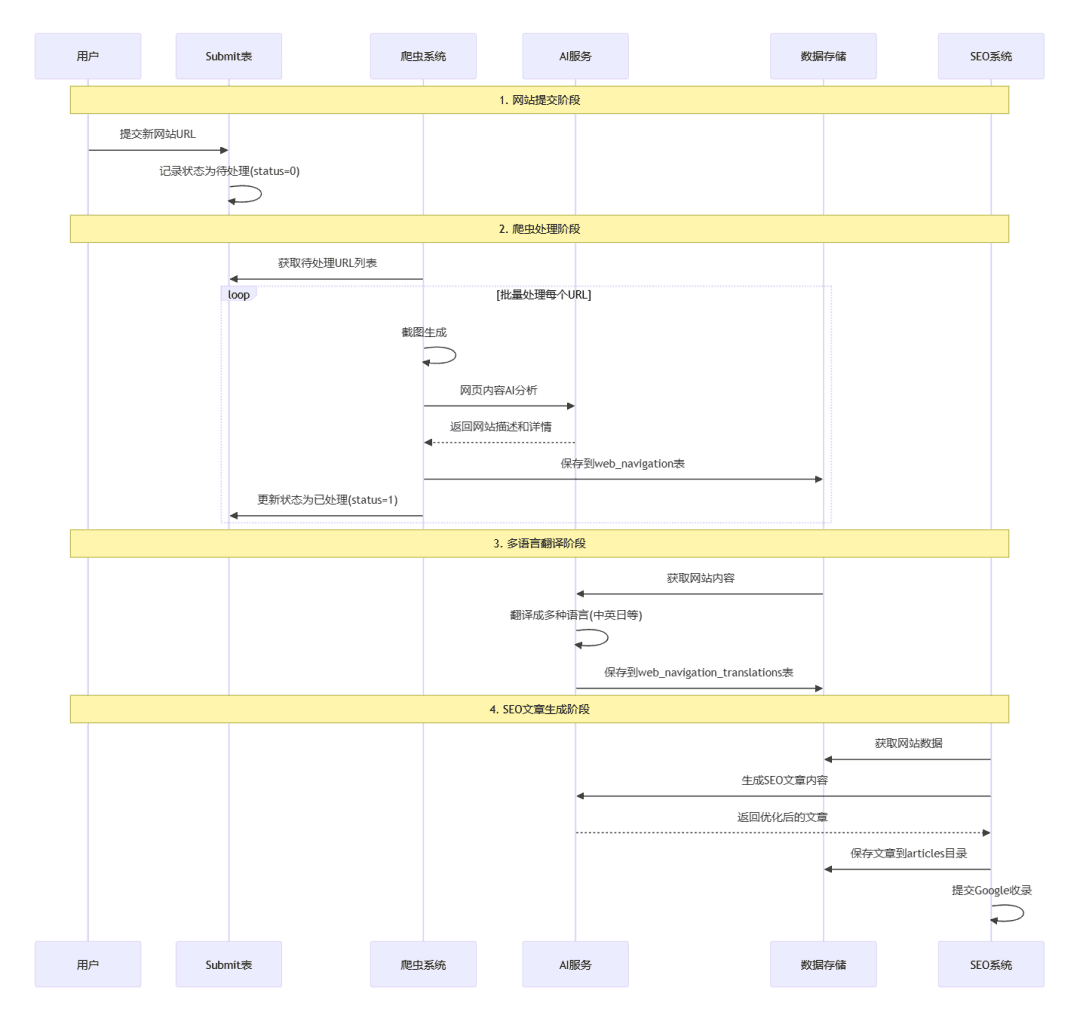 用户
Submit表
爬虫系统
AI服务
数据存储
SEO系统
1. 网站提交阶段
提交新网站URL
记录状态为待处理(status=0)
2. 爬虫处理阶段
获取待处理URL列表
loop
[批量处理每个URL]
截图生成
网页内容AI分析
返回网站描述和详情
保存到web_navigation表
更新状态为已处理(status=1)
3. 多语言翻译阶段
获取网站内容
翻译成多种语言(中英日等)
保存到web_navigation_translations表
4. SEO文章生成阶段
获取网站数据
生成SEO文章内容
返回优化后的文章
保存文章到articles目录
提交Google收录
用户
Submit表
爬虫系统
AI服务
数据存储
SEO系统